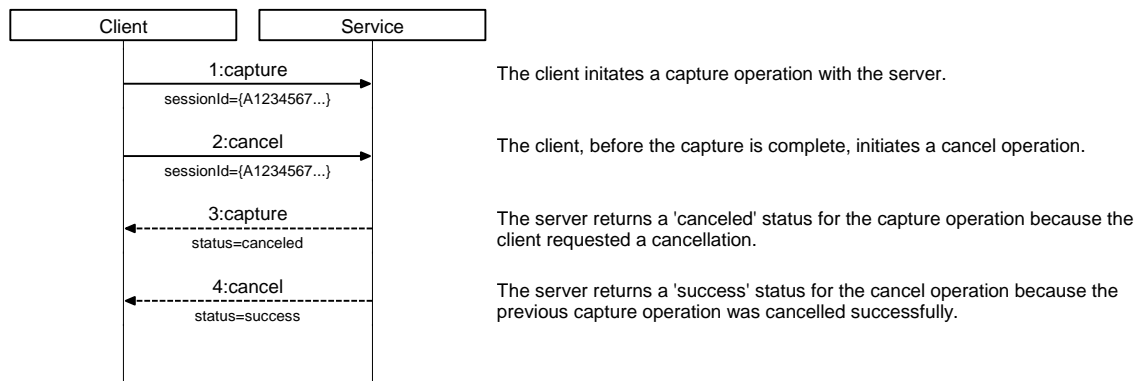 Client
Service
1:capture
sessionId={A1234567...}
The client initates a capture operation with the server.
2:cancel
sessionId={A1234567...}
The client, before the capture is complete, initiates a cancel operation.
3:capture
status=canceled
The server returns a 'canceled' status for the capture operation because the
client requested a cancellation.
4:cancel
status=success
The server returns a 'success' status for the cancel operation because the
previous capture operation was cancelled successfully.